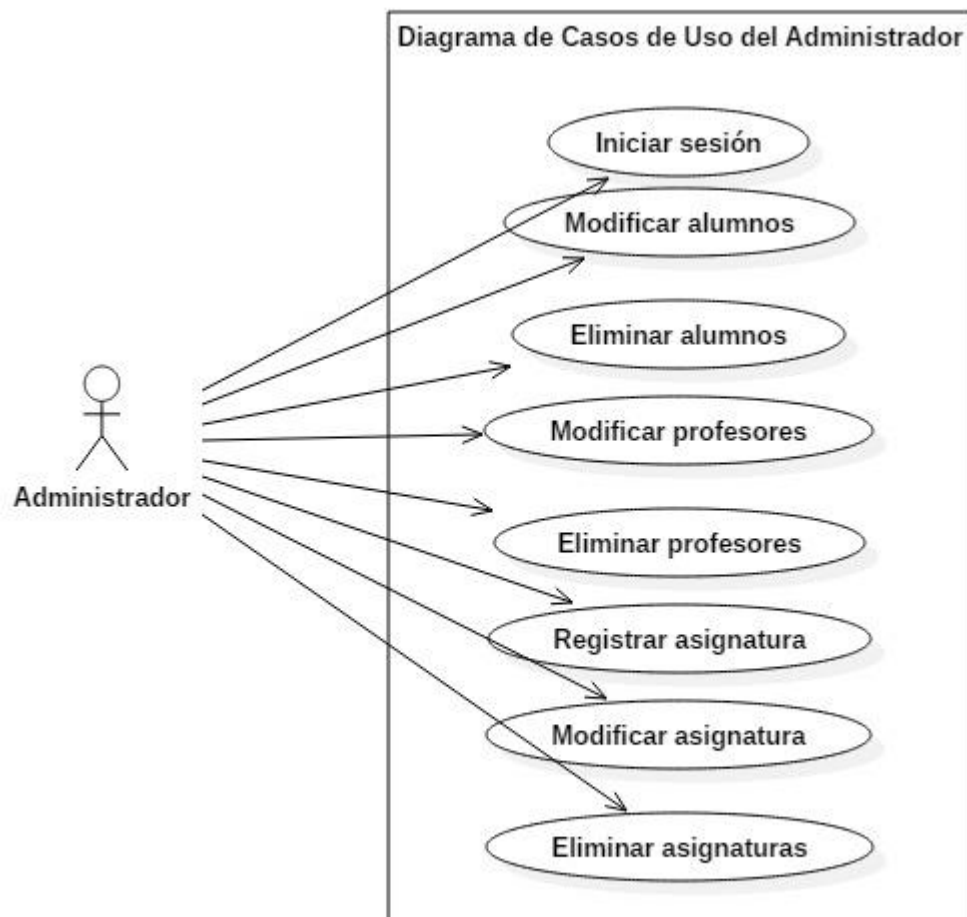 Diagrama de Casos de Uso del Administrador
Iniciar sesión
Modificar alumnos
Eliminar alumnos
Modificar profesores
Administrador
Eliminar profesores
Registrar asignatura
Modificar asignatura
Eliminar asignaturas